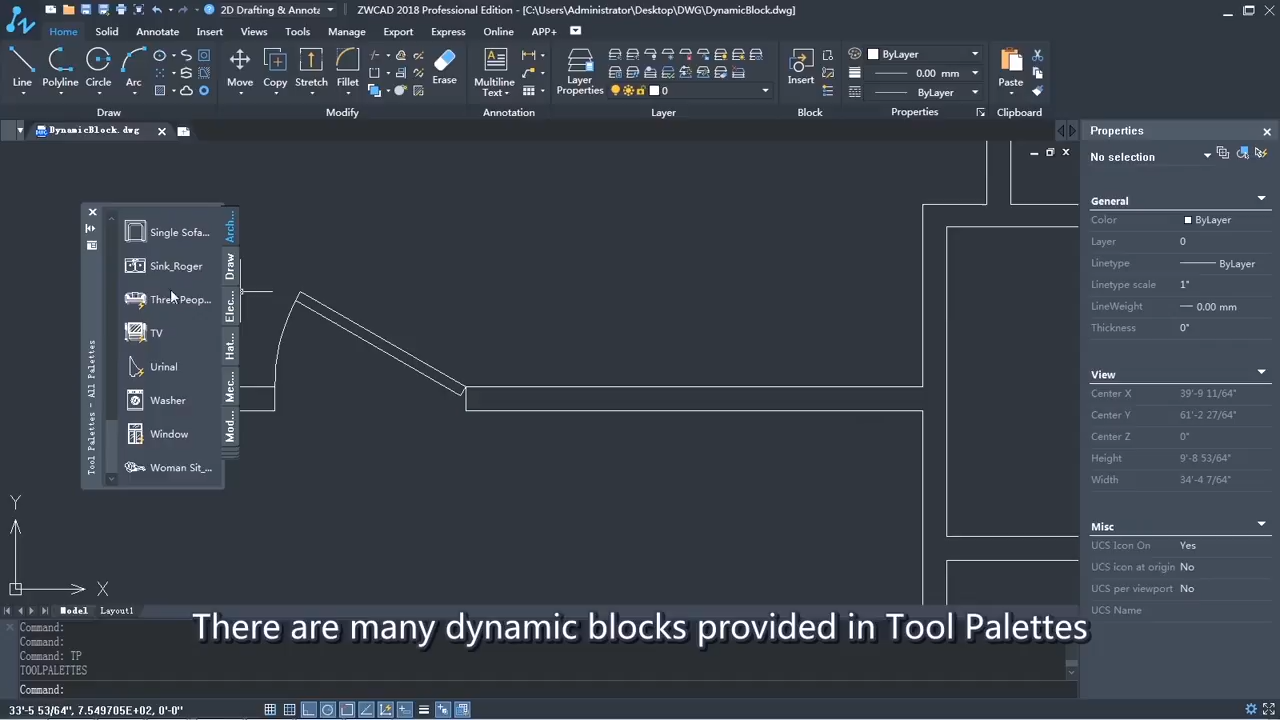 2D Drafting & Annota...
ZWCAD 2018 Professional Edition - [C:\Users\Administrator\Desktop\DWG\DynamicBlock.dwg]
Home Solid Annotate Insert Views Tools Manage Export Express Online APP+
Line Polyline Circle Arc
Move Copy Stretch Fillet Erase
Multiline Text
Layer Properties
0
Insert
ByLayer
0.00 mm
ByLayer
Paste
Draw Modify Annotation Layer Block Properties Clipboard
DynamicBlock.dwg
Properties
No selection
General
Color ByLayer
Layer 0
Linetype ByLayer
Linetype scale 1"
LineWeight 0.00 mm
Thickness 0"
View
Center X 39'-9 11/64"
Center Y 61'-2 27/64"
Center Z 0"
Height 9'-8 53/64"
Width 34'-4 7/64"
Misc
UCS Icon On Yes
UCS icon at origin No
UCS per viewport No
UCS Name
Tool Palettes - All Palettes
Single Sofa...
Sink_Roger
Three Peop...
TV
Urinal
Washer
Window
Woman Sit_...
Arch...
Draw
Elec...
Hat...
Mec...
Mod...
Y
X
Model Layout1
There are many dynamic blocks provided in Tool Palettes
Command:
Command:
Command: TP
TOOLPALETTES
Command:
33'-5 53/64", 7.549705E+02, 0'-0"